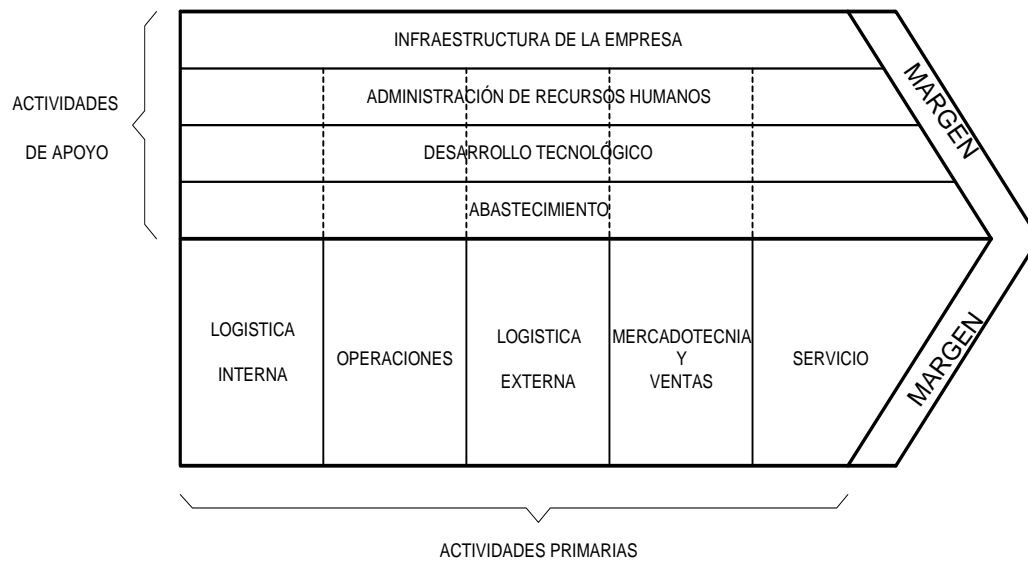 INFRAESTRUCTURA DE LA EMPRESA
ACTIVIDADES
DE APOYO
ADMINISTRACIÓN DE RECURSOS HUMANOS
DESARROLLO TECNOLÓGICO
ABASTECIMIENTO
MARGEN
LOGISTICA
INTERNA
OPERACIONES
LOGISTICA
EXTERNA
MERCADOTECNIA
Y
VENTAS
SERVICIO
MARGEN
ACTIVIDADES PRIMARIAS